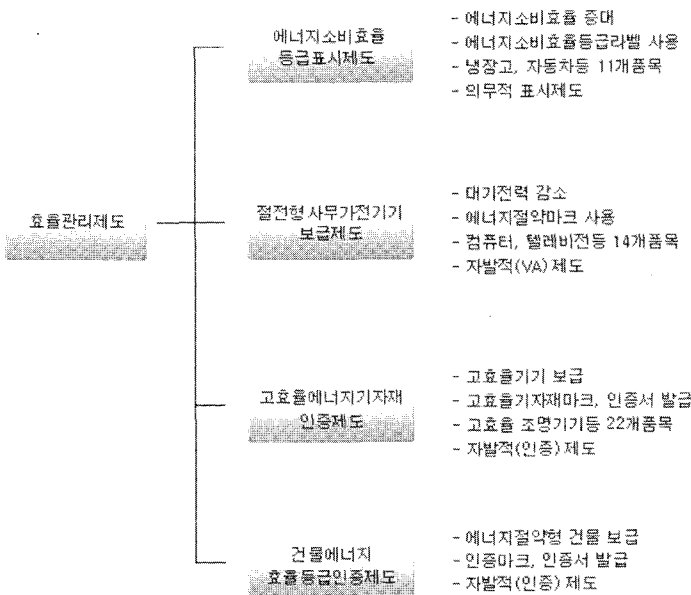 효율관리제도
에너지소비효율
등급표시제도
- 에너지소비효율 증대
- 에너지소비효율등급라벨 사용
- 냉장고, 자동차등 11개품목
- 의무적 표시제도
절전형 사무가전기기
보급제도
- 대기전력 감소
- 에너지절약마크 사용
- 컴퓨터, 텔레비전등 14개품목
- 자발적(VA) 제도
고효율에너지기자재
인증제도
- 고효율기기 보급
- 고효율기자재마크, 인증서 발급
- 고효율 조명기기등 22개품목
- 자발적(인증) 제도
건물에너지
효율등급인증제도
- 에너지절약형 건물 보급
- 인증마크, 인증서 발급
- 자발적(인증) 제도